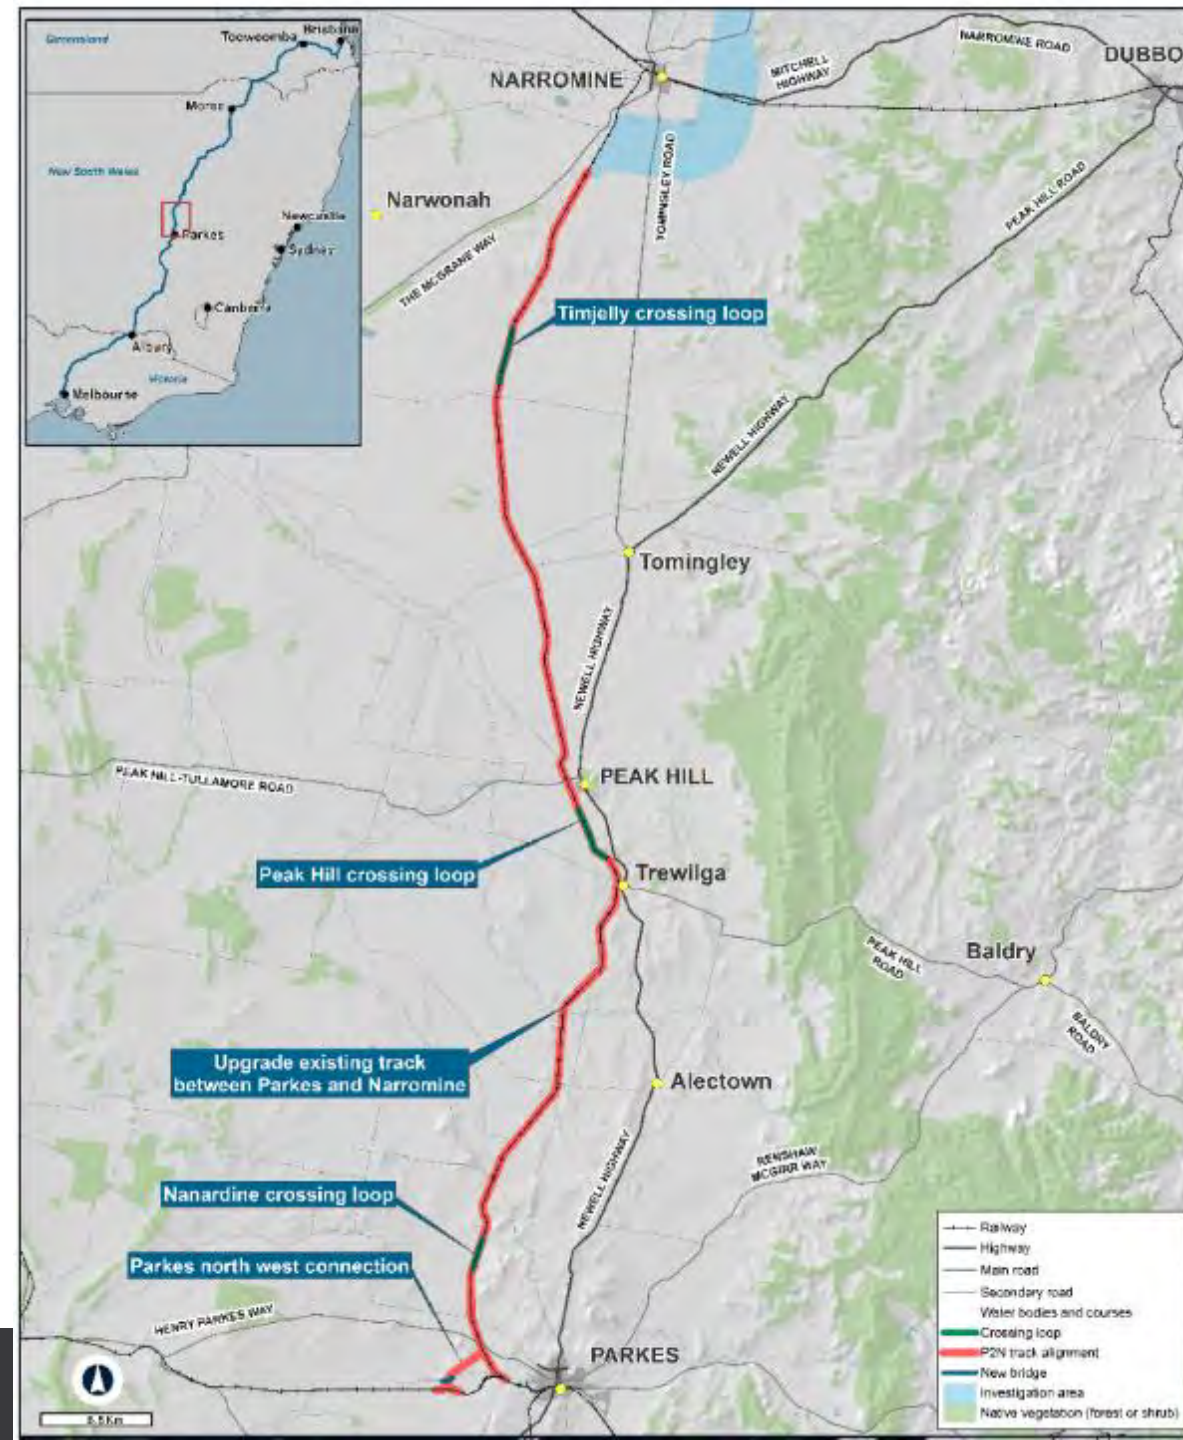 Queensland
Toowoomba
Brisbane
Moree
New South Wales
Newcastle
Parkes
Sydney
Canberra
Albury
Victoria
Melbourne
NARROMINE
MITCHELL
HIGHWAY
NARROMINE ROAD
DUBBO
TOMINGLEY ROAD
PEAK HILL ROAD
Narwonah
THE MCGRANE WAY
Timjelly crossing loop
NEWELL HIGHWAY
Tomingley
NEWELL HIGHWAY
PEAK HILL-TULLAMORE ROAD
PEAK HILL
Peak Hill crossing loop
Trewilga
PEAK HILL
ROAD
Baldry
BALDRY
ROAD
Upgrade existing track
between Parkes and Narromine
Alectown
RENSHAW
MCGIRR WAY
NEWELL HIGHWAY
Nanardine crossing loop
Parkes north west connection
HENRY PARKES WAY
PARKES
Railway
Highway
Main road
Secondary road
Water bodies and courses
Crossing loop
P2N track alignment
New bridge
Investigation area
Native vegetation (forest or shrub)